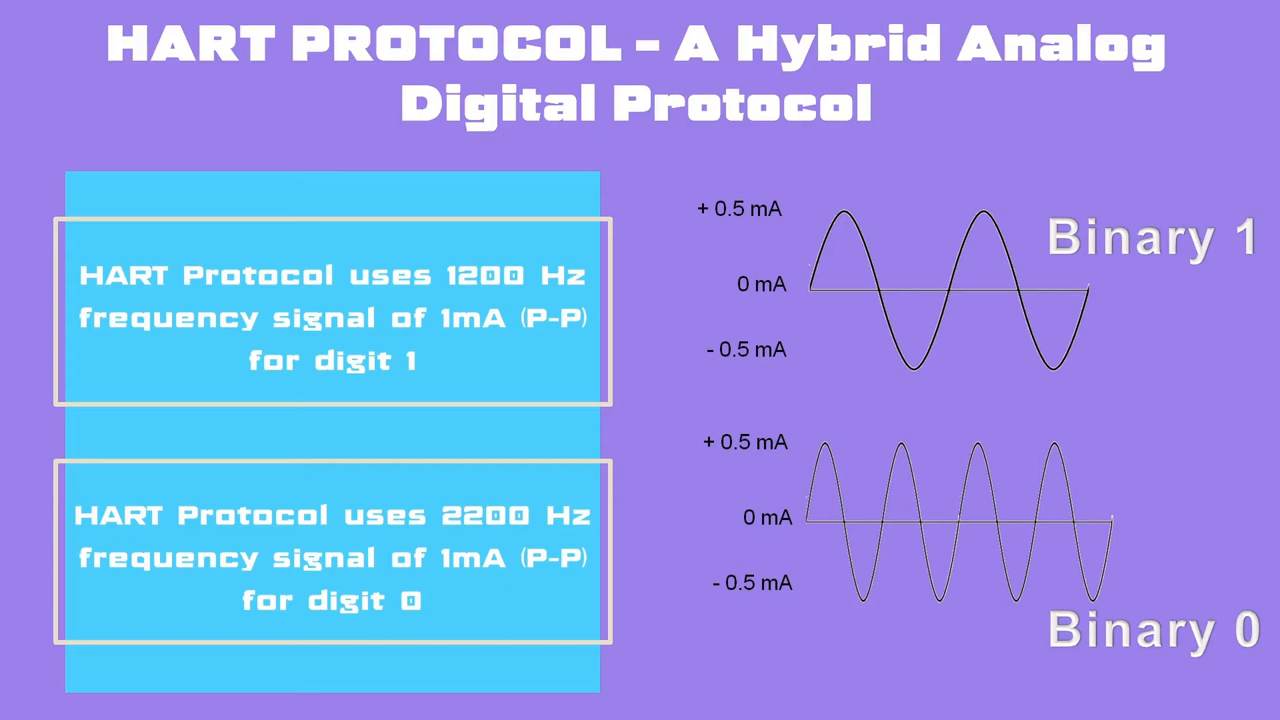 HART PROTOCOL - A Hybrid Analog
Digital Protocol
HART Protocol uses 1200 Hz
frequency signal of 1mA (P-P)
for digit 1
HART Protocol uses 2200 Hz
frequency signal of 1mA (P-P)
for digit 0
+ 0.5 mA
0 mA
- 0.5 mA
Binary 1
+ 0.5 mA
0 mA
- 0.5 mA
Binary 0